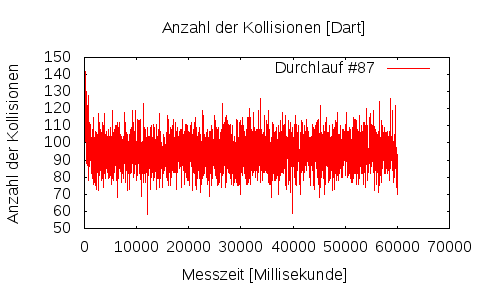 Anzahl der Kollisionen [Dart]
Durchlauf #87
Anzahl der Kollisionen
150
140
130
120
110
100
90
80
70
60
50
0 10000 20000 30000 40000 50000 60000 70000
Messzeit [Millisekunde]